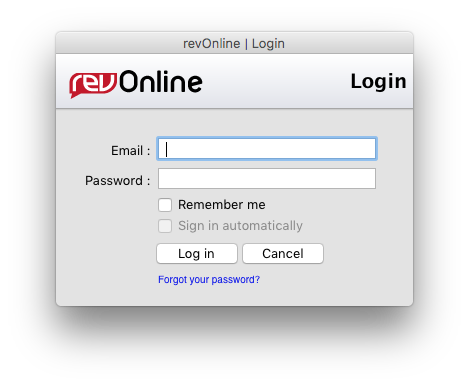 revOnline | Login
revOnline Login
Email :
Password :
Remember me
Sign in automatically
Log in Cancel
Forgot your password?